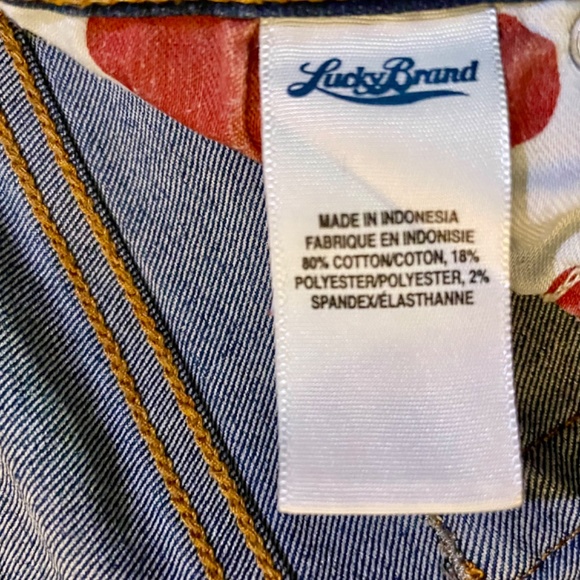 Lucky Brand
MADE IN INDONESIA
FABRIQUE EN INDONISIE
80% COTTON/COTON, 18%
POLYESTER/POLYESTER, 2%
SPANDEX/ÉLASTHANNE